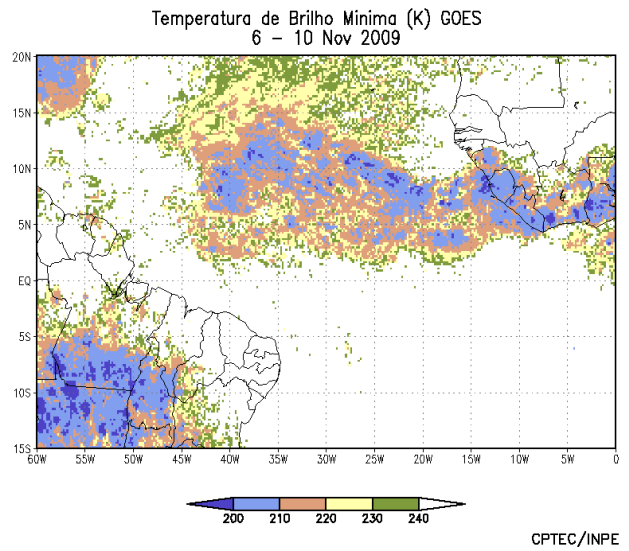 Temperatura de Brilho Minima (K) GOES
6 - 10 Nov 2009
20N
15N
10N
5N
EQ
5S
10S
15S
60W 55W 50W 45W 40W 35W 30W 25W 20W 15W 10W 5W 0
200 210 220 230 240
CPTEC/INPE